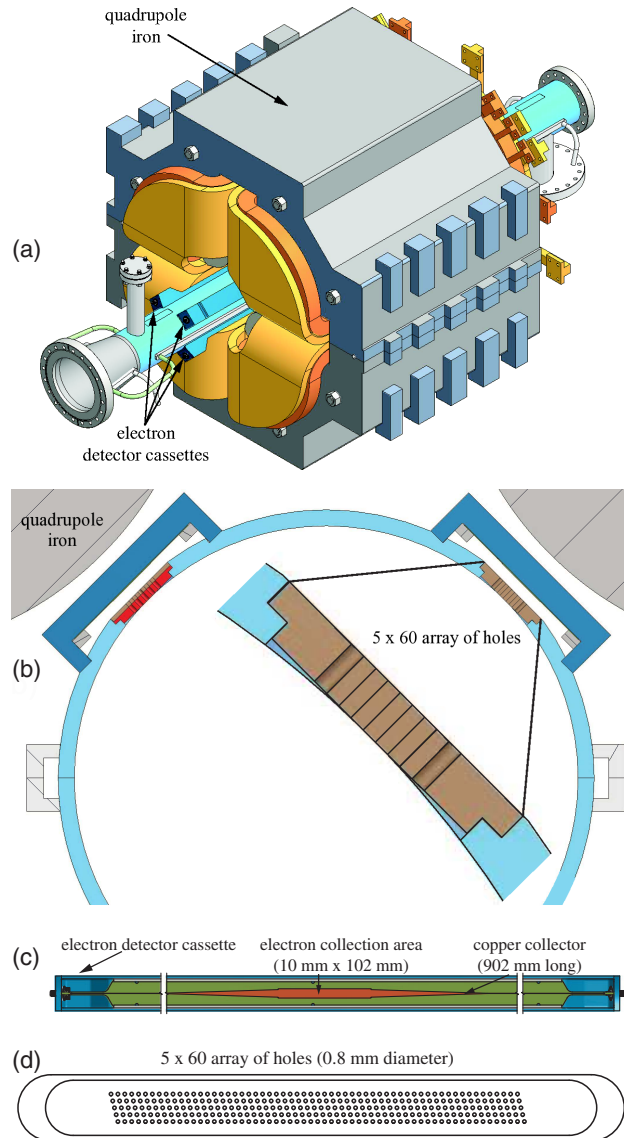 quadrupole
iron
(a)
electron
detector cassettes
quadrupole
iron
5 x 60 array of holes
(b)
electron detector cassette
electron collection area
(10 mm x 102 mm)
copper collector
(902 mm long)
(c)
(d)
5 x 60 array of holes (0.8 mm diameter)